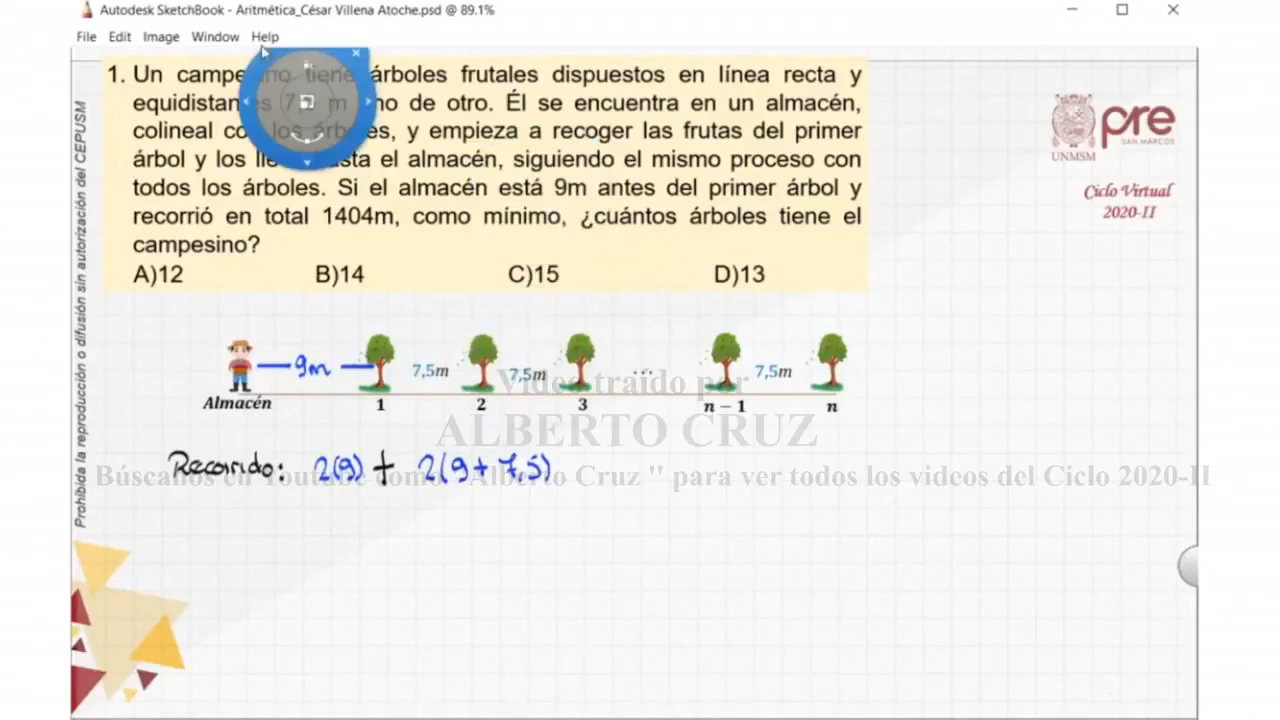 Autodesk SketchBook - Aritmética_César Villena Atoche.psd @ 89.1%
File Edit Image Window Help
1. Un tiene árboles frutales dispuestos en línea recta y
m no de otro. Él se encuentra en un almacén,
colineal los árboles, y empieza a recoger las frutas del primer
árbol y los el almacén, siguiendo el mismo proceso con
todos los árboles. Si el almacén está 9m antes del primer árbol y
recorrió en total 1404m, como mínimo, ¿cuántos árboles tiene el
campesino?
A)12 B)14 C)15 D)13
pre
SAN MARCOS
UNMSM
Ciclo Virtual
2020-II
Prohibida la reproducción o difusión sin autorización del CEPUSM
9m 7,5m 7,5m ... 7,5m
Almacén 1 2 3 n − 1 n
Video traído por
ALBERTO CRUZ
Recorrido: 2(9) + 2(9+7,5)
Búscanos en Youtube como " Alberto Cruz " para ver todos los videos del Ciclo 2020-II